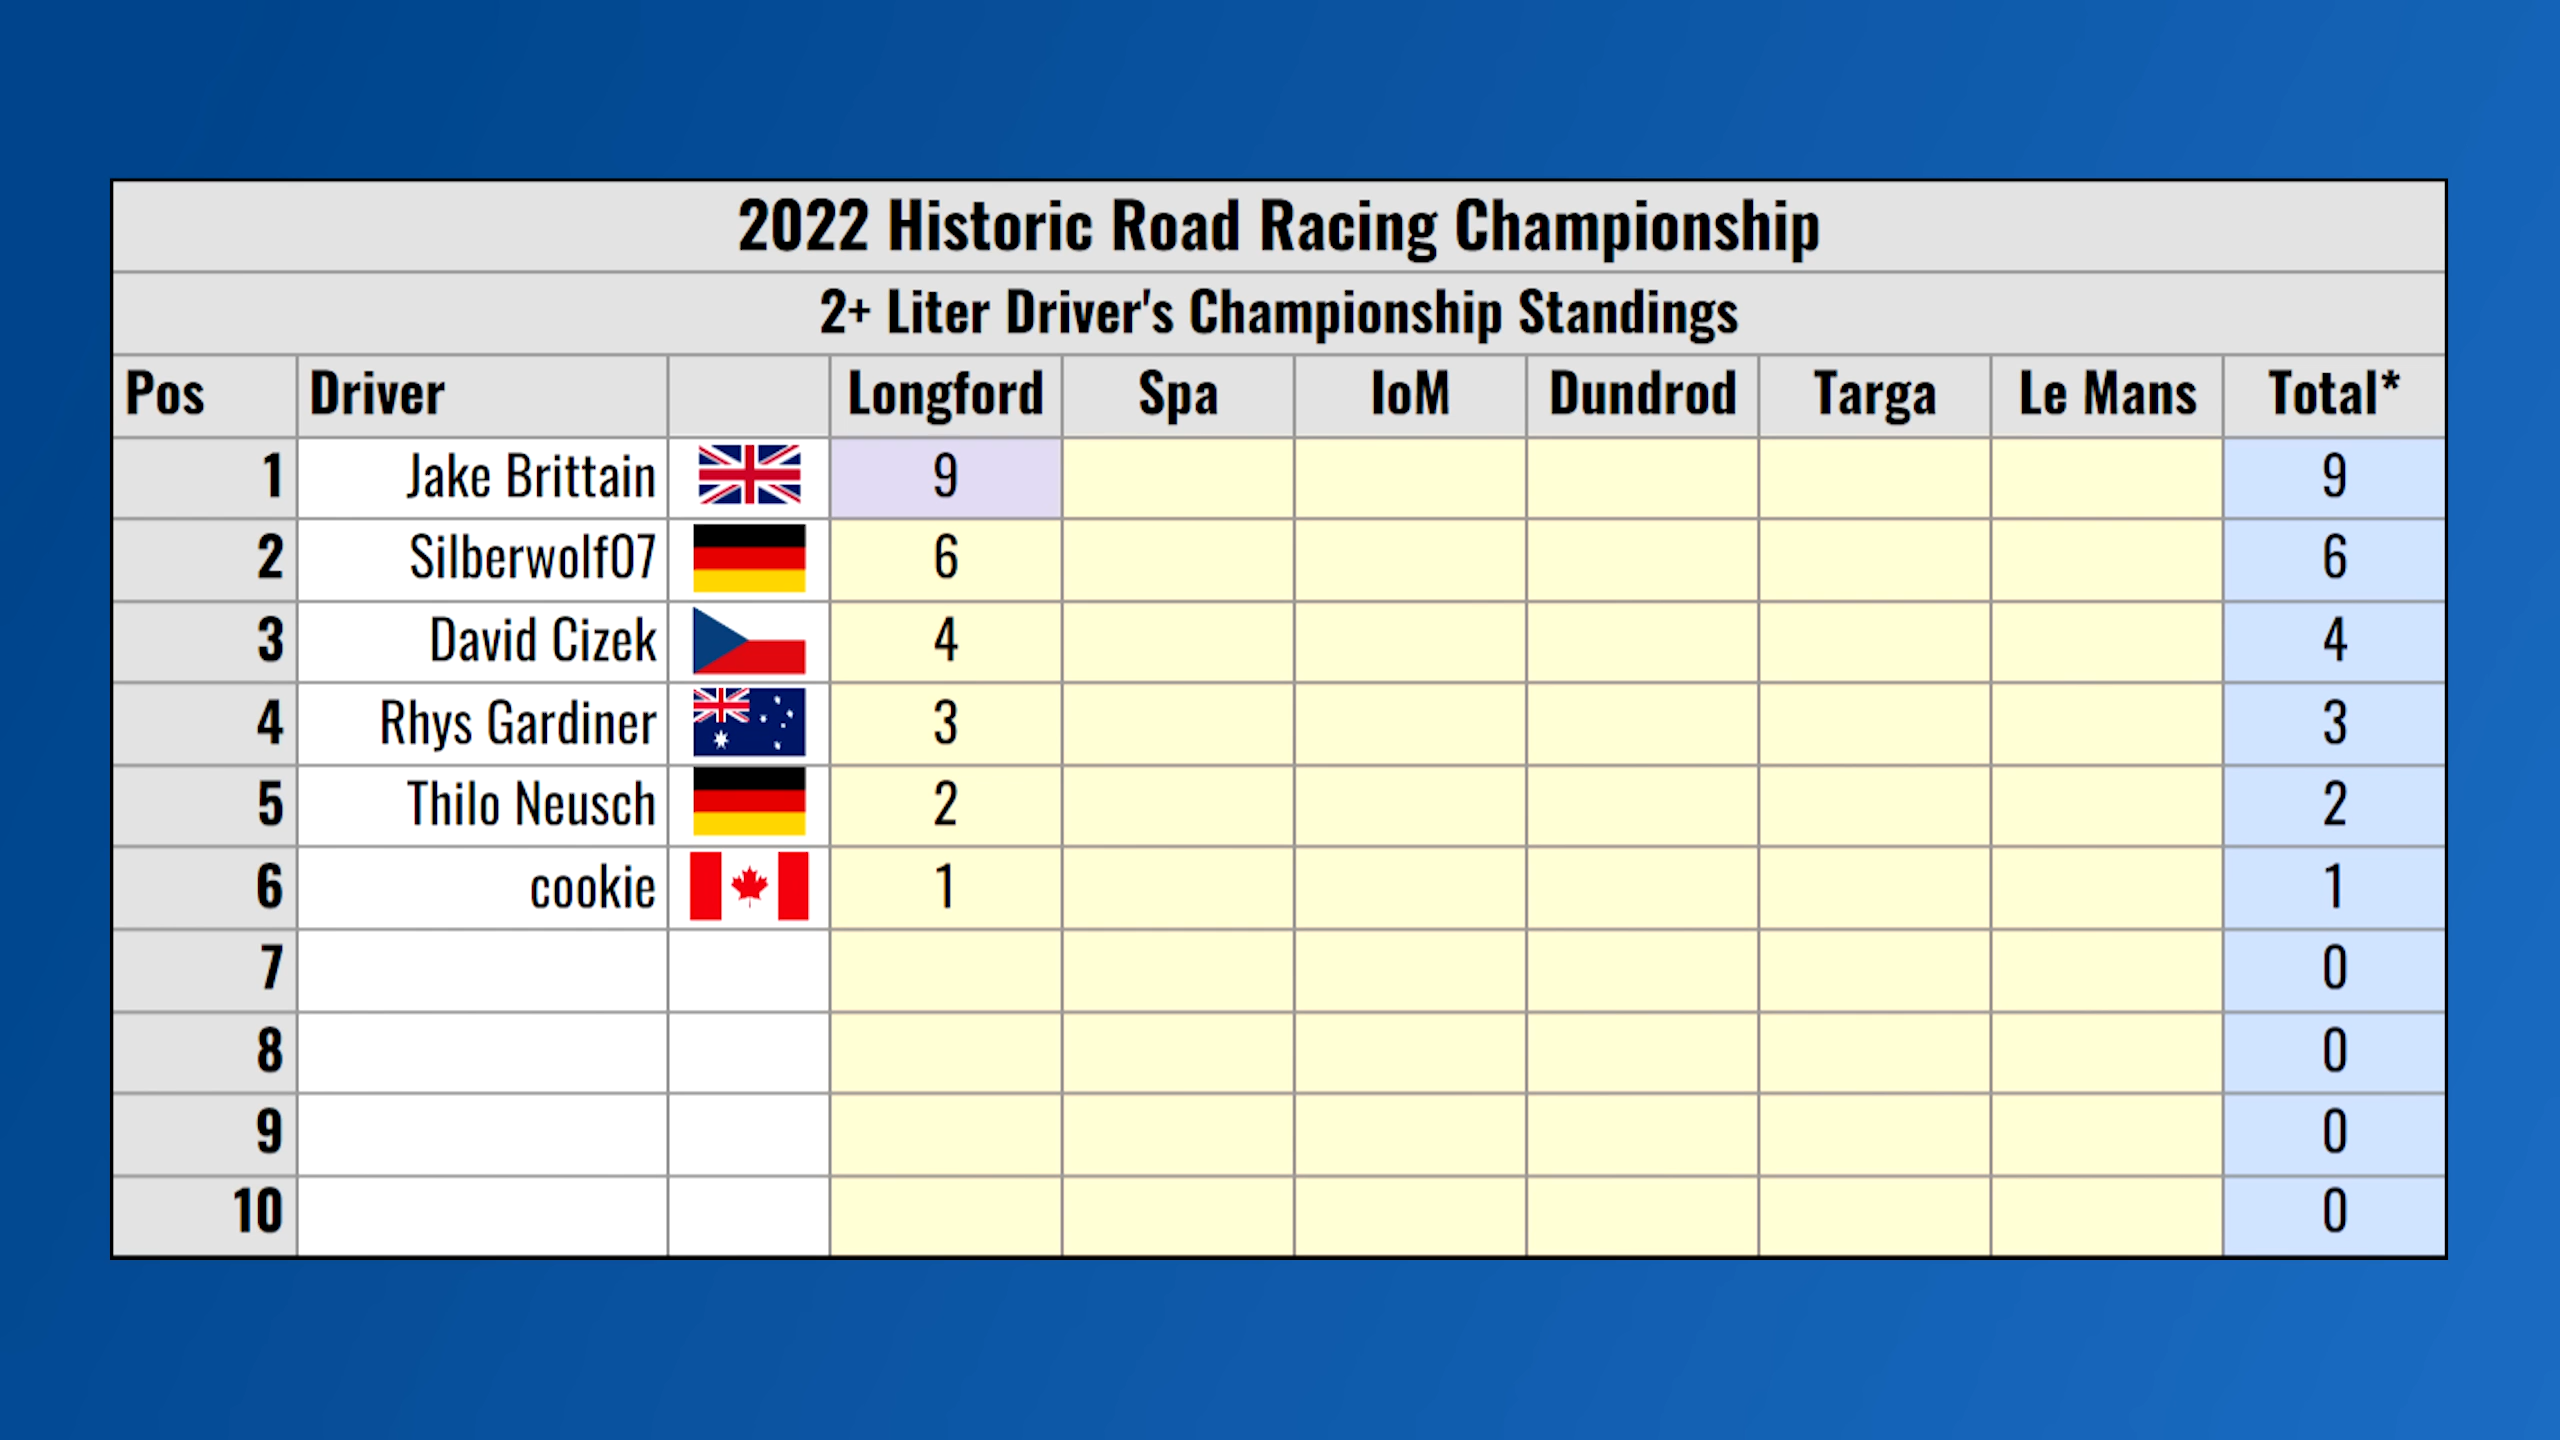 2022 Historic Road Racing Championship
2+ Liter Driver's Championship Standings
Pos Driver Longford Spa IoM Dundrod Targa Le Mans Total*
1 Jake Brittain 9 9
2 Silberwolf07 6 6
3 David Cizek 4 4
4 Rhys Gardiner 3 3
5 Thilo Neusch 2 2
6 cookie 1 1
7 0
8 0
9 0
10 0